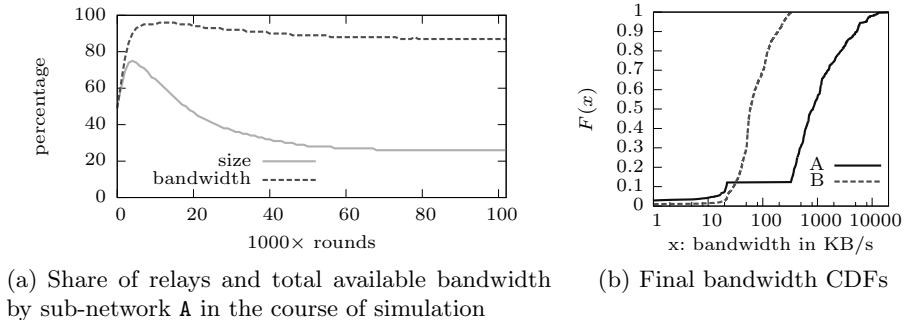 100
80
60
40
20
0
percentage
size
bandwidth
0 20 40 60 80 100
1000× rounds
(a) Share of relays and total available bandwidth
by sub-network A in the course of simulation
1
0.9
0.8
0.7
0.6
0.5
0.4
0.3
0.2
0.1
0
F(x)
A
B
1 10 100 1000 10000
x: bandwidth in KB/s
(b) Final bandwidth CDFs